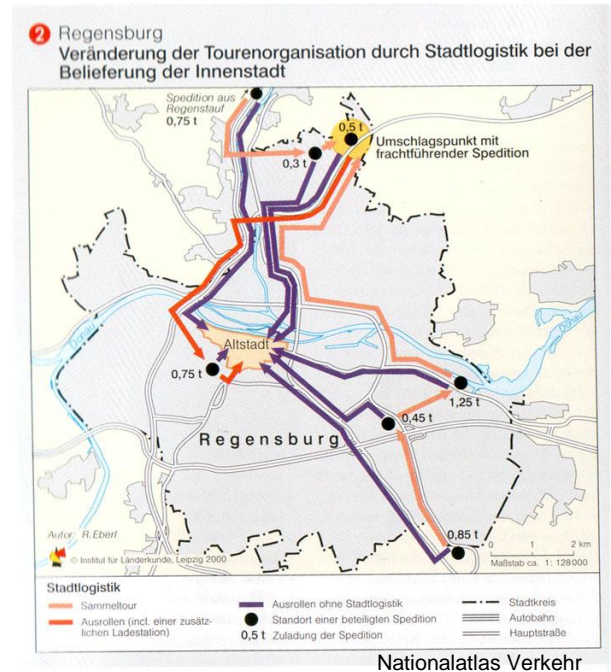 2 Regensburg
Veränderung der Tourenorganisation durch Stadtlogistik bei der
Belieferung der Innenstadt
Spedition aus
Regenstauf
0,75 t
0,5 t
Umschlagspunkt mit
frachtführender Spedition
0,3 t
Donau
Donau
Altstadt
0,75 t
1,25 t
0,45 t
Regensburg
0,85 t
Autor: R.Eberl
© Institut für Länderkunde, Leipzig 2000
0 1 2 km
Maßstab ca. 1: 128000
Stadtlogistik
Sammeltour
Ausrollen (incl. einer zusätz-
lichen Ladestation)
Ausrollen ohne Stadtlogistik
Standort einer beteiligten Spedition
0,5 t Zuladung der Spedition
Stadtkreis
Autobahn
Hauptstraße
Nationalatlas Verkehr